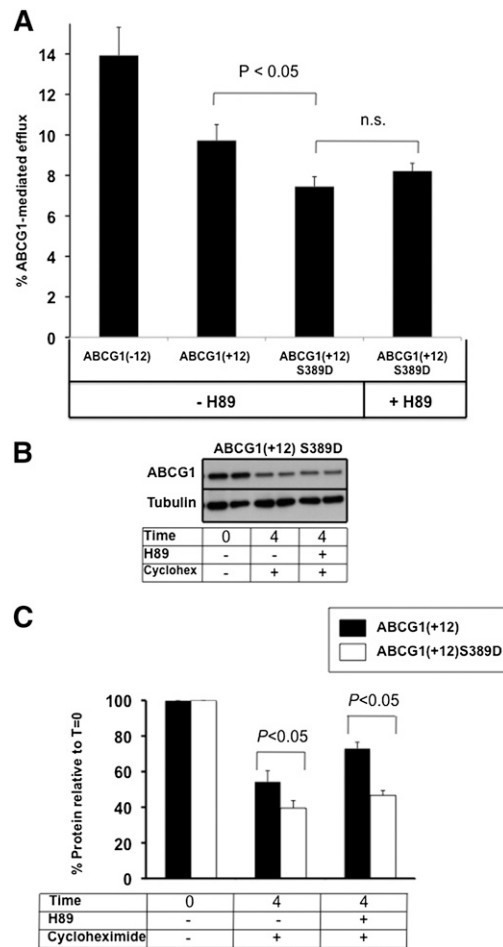 A
% ABCG1-mediated efflux
14
12
10
8
6
4
2
0
P < 0.05
n.s.
ABCG1(-12)
ABCG1(+12)
ABCG1(+12) S389D
ABCG1(+12) S389D
- H89
+ H89
B
ABCG1(+12) S389D
ABCG1
Tubulin
Time 0 4 4
H89 - - +
Cyclohex - + +
C
ABCG1(+12)
ABCG1(+12)S389D
% Protein relative to T=0
100
80
60
40
20
0
P<0.05
P<0.05
Time 0 4 4
H89 - - +
Cycloheximide - + +